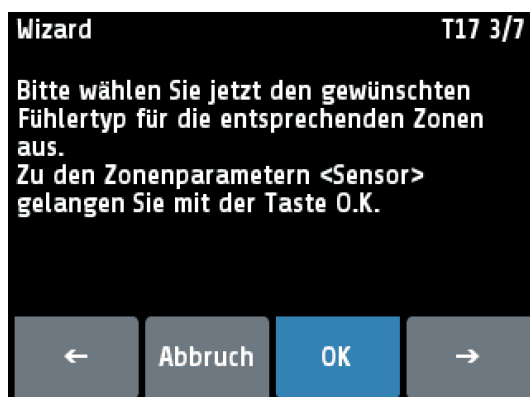 Wizard T17 3/7
Bitte wählen Sie jetzt den gewünschten
Fühlertyp für die entsprechenden Zonen
aus.
Zu den Zonenparametern <Sensor>
gelangen Sie mit der Taste O.K.
← Abbruch OK →